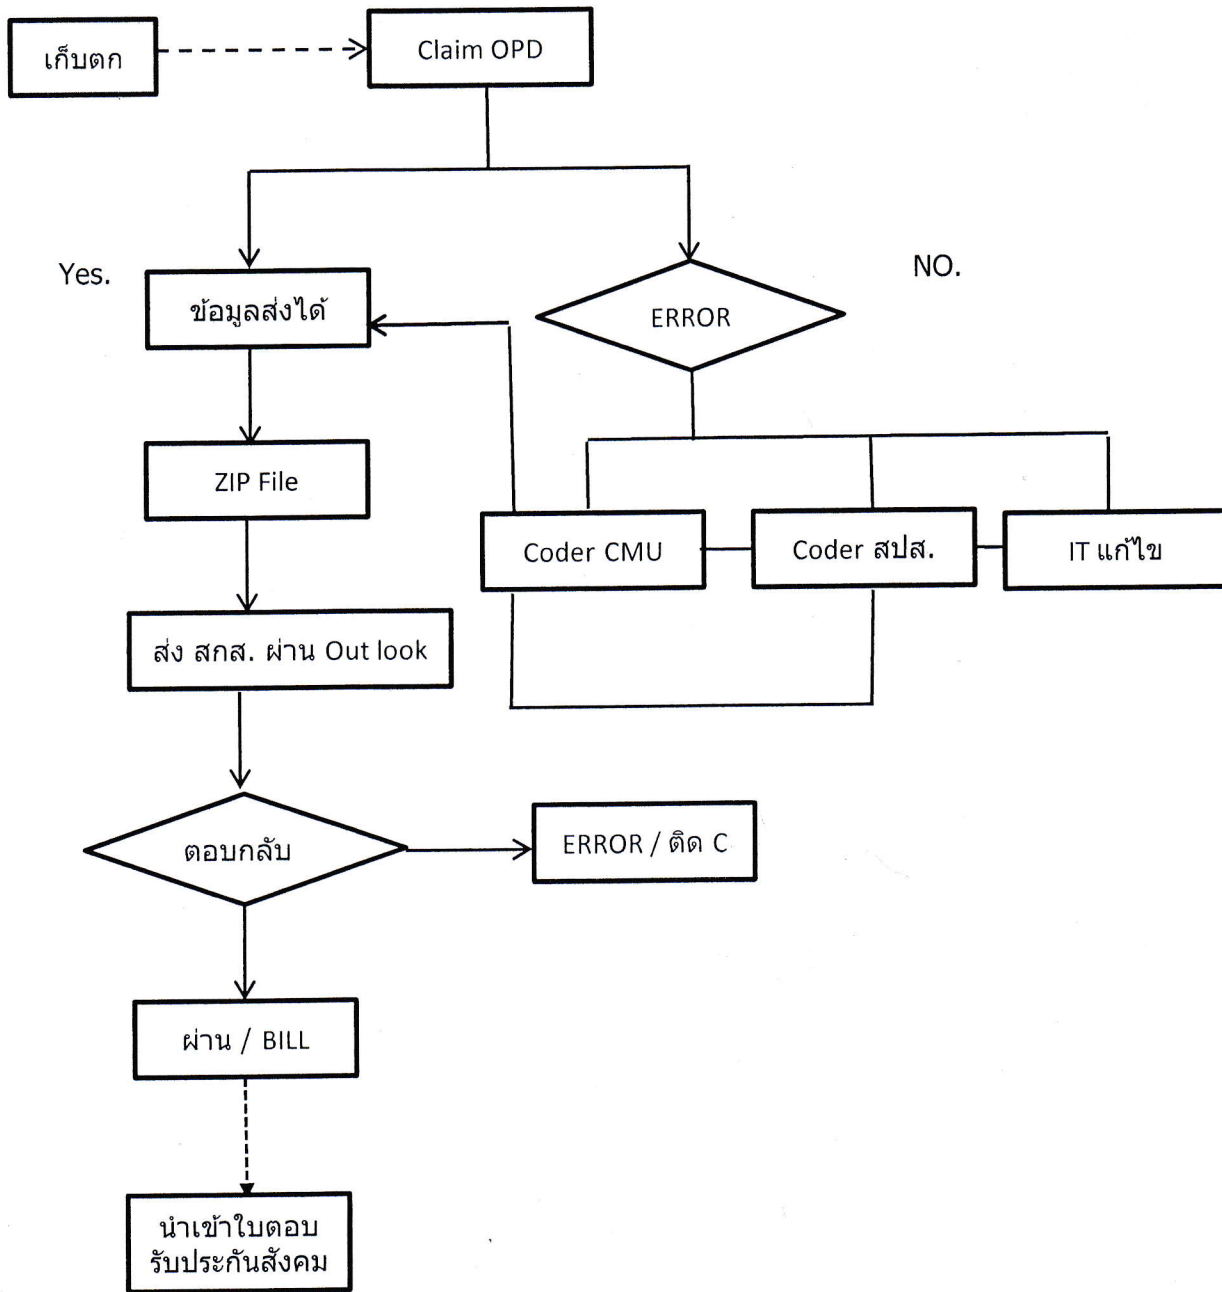 เก็บตก
Claim OPD
Yes.
ข้อมูลส่งได้
ERROR
NO.
ZIP File
Coder CMU
Coder สปส.
IT แก้ไข
ส่ง สกส. ผ่าน Out look
ตอบกลับ
ERROR / ติด C
ผ่าน / BILL
นำเข้าใบตอบ
รับประกันสังคม